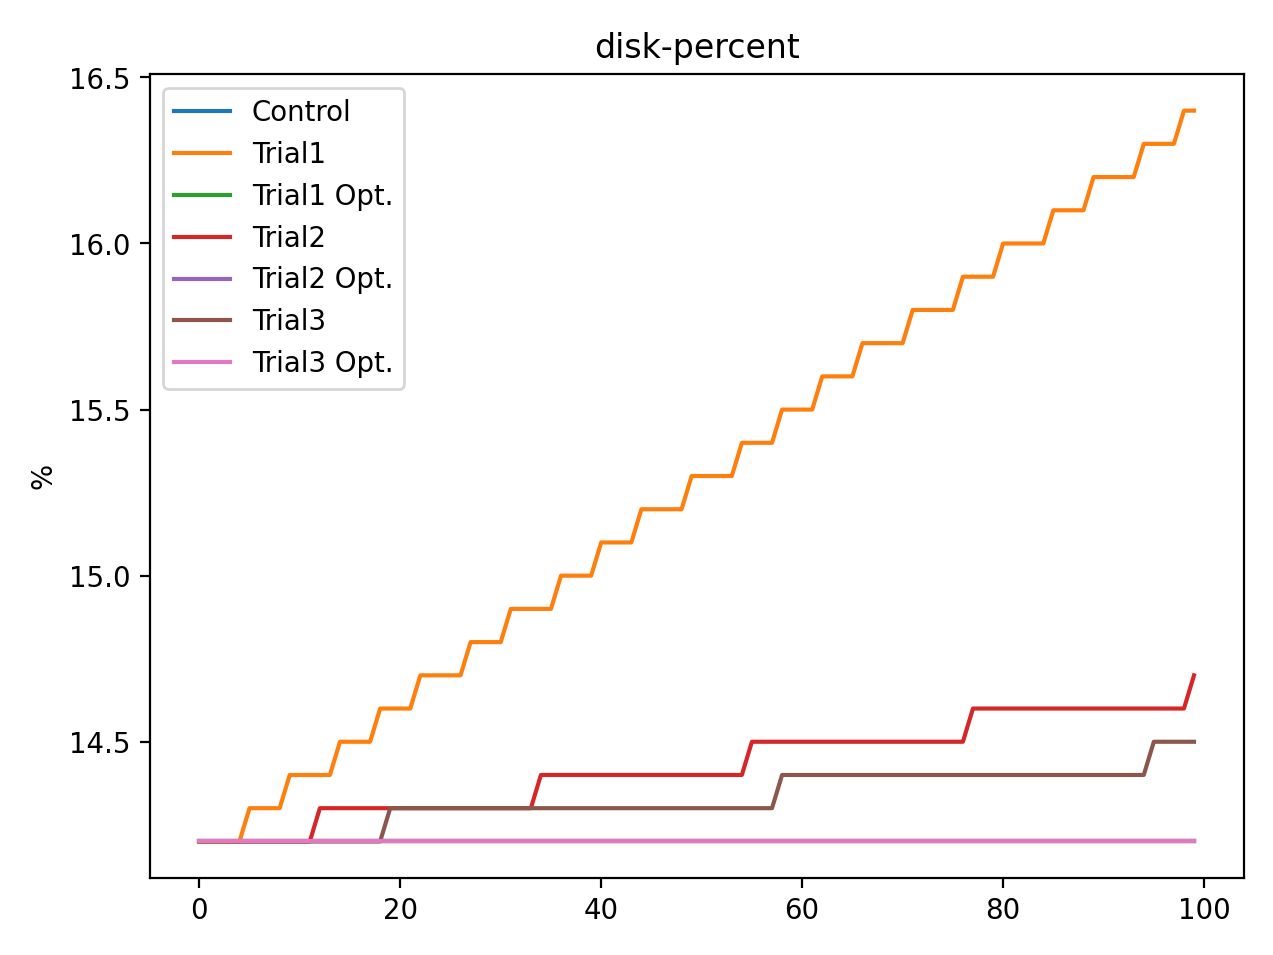 disk-percent
16.5
16.0
15.5
15.0
14.5
%
Control
Trial1
Trial1 Opt.
Trial2
Trial2 Opt.
Trial3
Trial3 Opt.
0 20 40 60 80 100